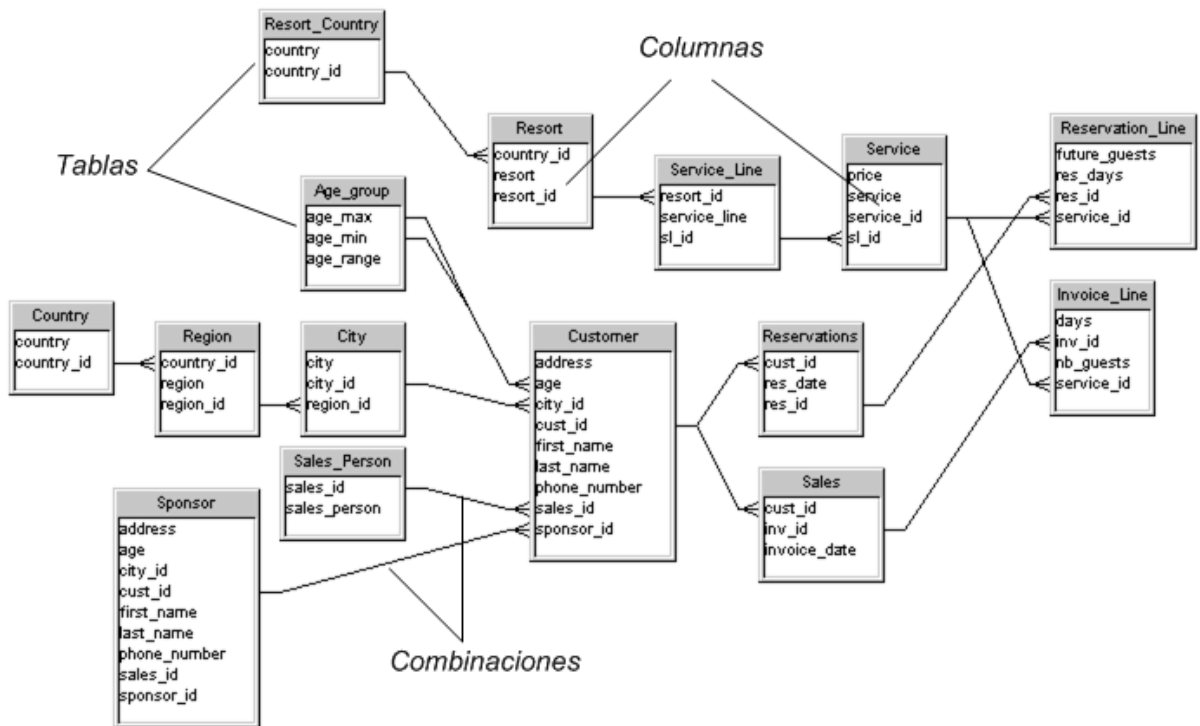 Resort_Country
country
country_id
Columnas
Tablas
Resort
country_id
resort
resort_id
Service_Line
resort_id
service_line
sl_id
Service
price
service
service_id
sl_id
Reservation_Line
future_guests
res_days
res_id
service_id
Age_group
age_max
age_min
age_range
Country
country
country_id
Region
country_id
region
region_id
City
city
city_id
region_id
Customer
address
age
city_id
cust_id
first_name
last_name
phone_number
sales_id
sponsor_id
Reservations
cust_id
res_date
res_id
Invoice_Line
days
inv_id
nb_guests
service_id
Sales_Person
sales_id
sales_person
Sales
cust_id
inv_id
invoice_date
Sponsor
address
age
city_id
cust_id
first_name
last_name
phone_number
sales_id
sponsor_id
Combinaciones